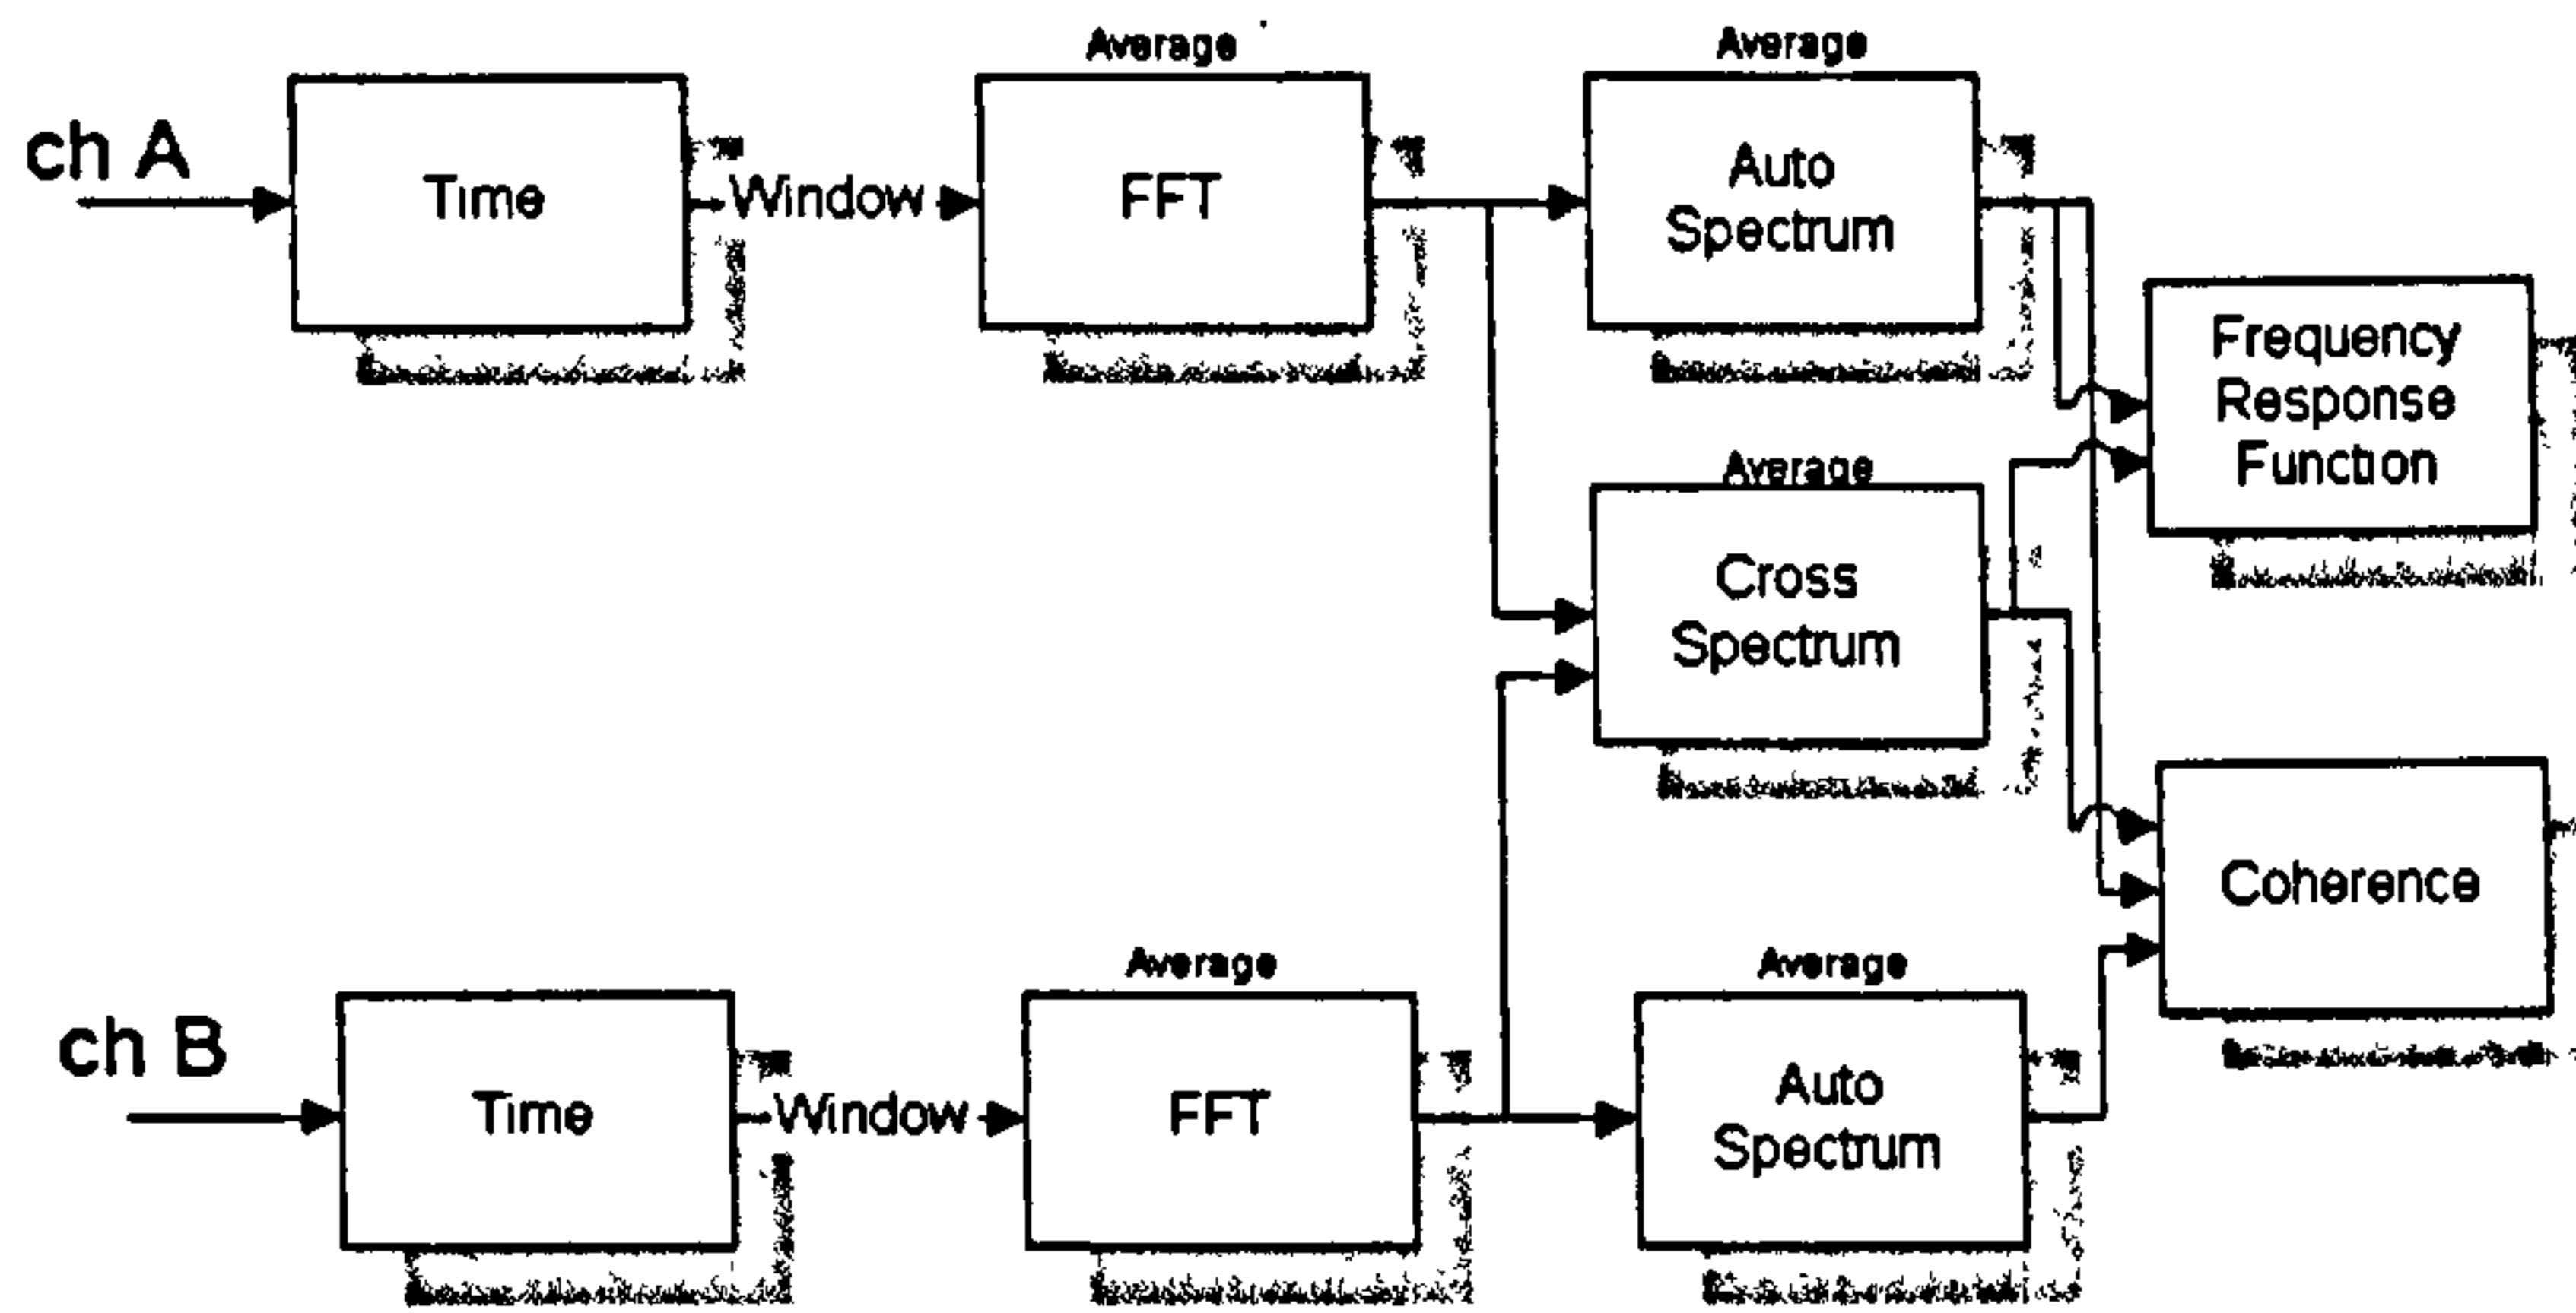 Average
Average
ch A
Time
Window
FFT
Auto
Spectrum
Frequency
Response
Function
Average
Cross
Spectrum
Coherence
Average
Average
ch B
Time
Window
FFT
Auto
Spectrum